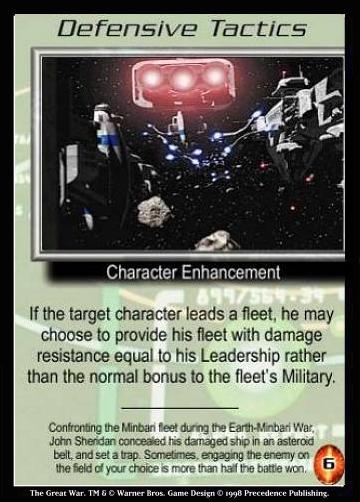 Defensive Tactics
Character Enhancement
If the target character leads a fleet, he may
choose to provide his fleet with damage
resistance equal to his Leadership rather
than the normal bonus to the fleet's Military.
Confronting the Minbari fleet during the Earth-Minbari War,
John Sheridan concealed his damaged ship in an asteroid
belt, and set a trap. Sometimes, engaging the enemy on
the field of your choice is more than half the battle won.
6
The Great War. TM & © Warner Bros. Game Design © 1998 Precedence Publishing.